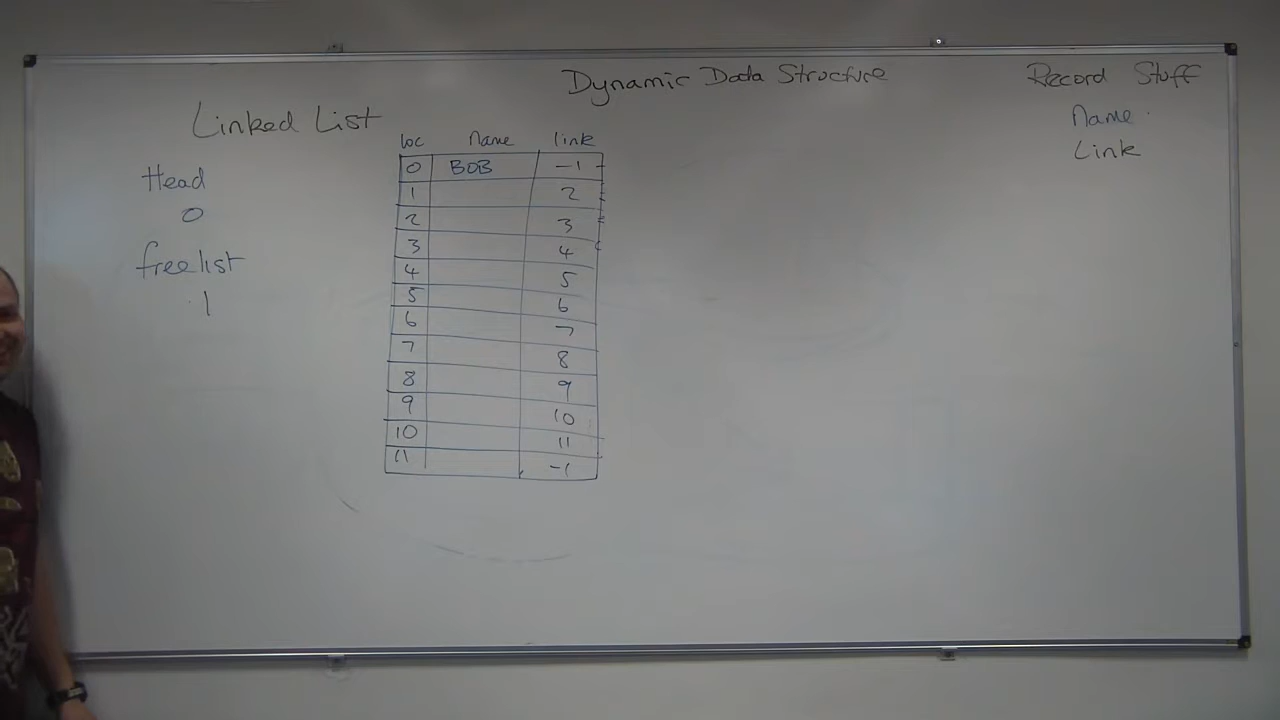 Dynamic Data Structure
Record Stuff
Name
Link
Linked List
Head
0
freelist
1
loc name link
0 BOB -1
1 2
2 3
3 4
4 5
5 6
6 7
7 8
8 9
9 10
10 11
11 -1